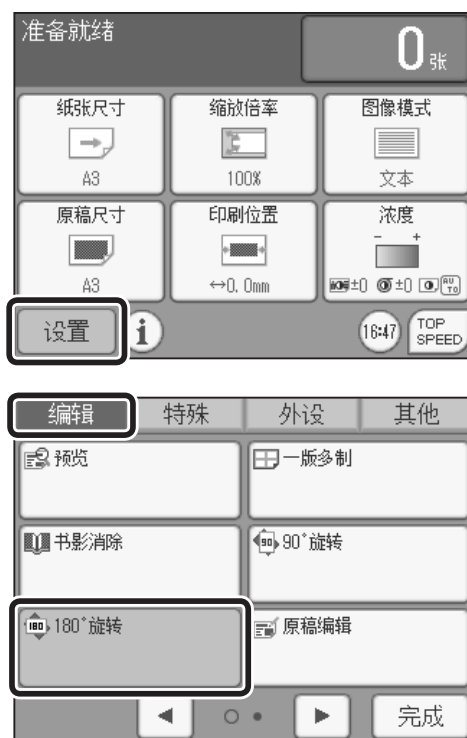 准备就绪
0张
纸张尺寸 缩放倍率 图像模式
A3 100% 文本
原稿尺寸 印刷位置 浓度
- +
A3 ↔0.0mm ±0 ±0 AUTO
设置 i 16:47 TOP SPEED
编辑 特殊 外设 其他
预览 一版多制
书影消除 90 90°旋转
180 180°旋转 原稿编辑
◀ ▶ 完成